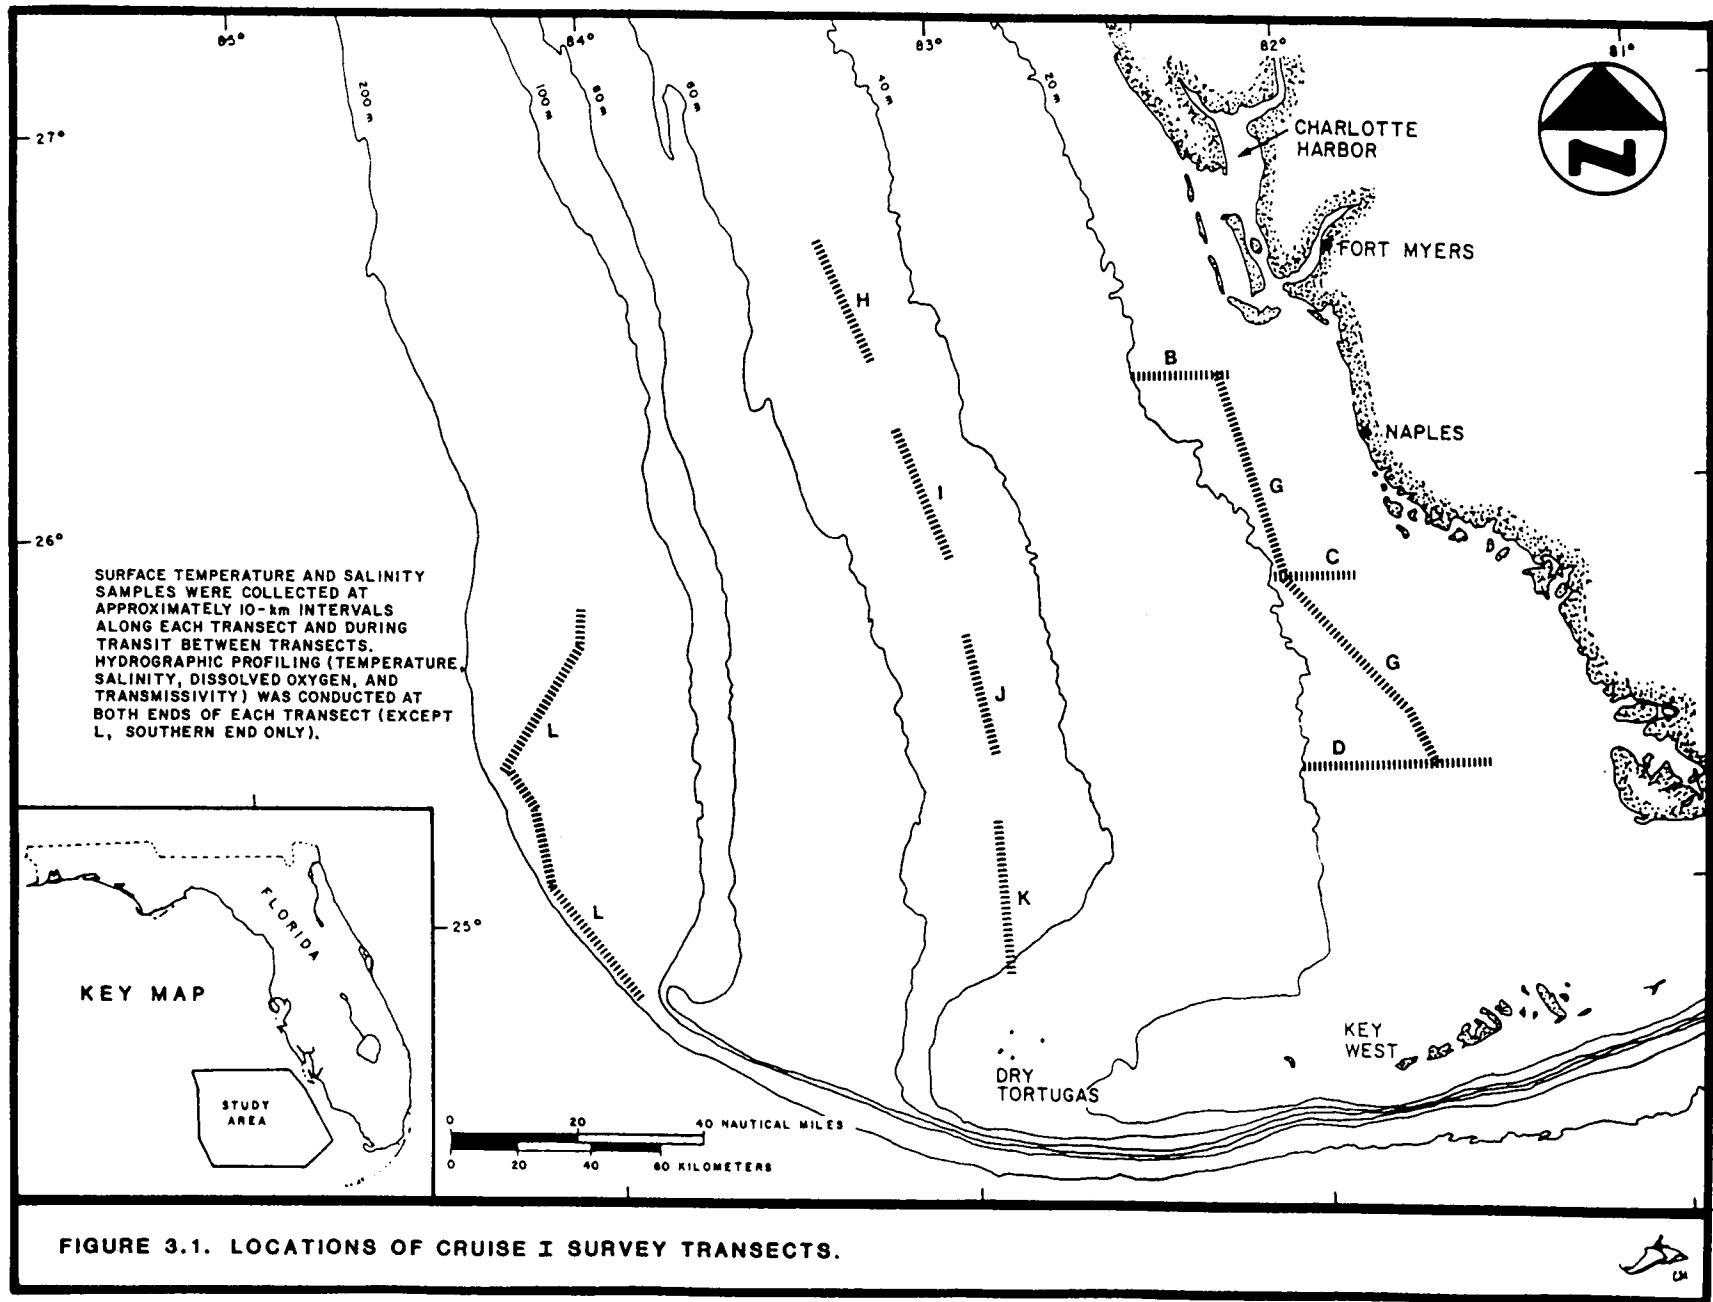 85°
84°
83°
82°
81°
200 m
100 m
80 m
60 m
40 m
20 m
27°
CHARLOTTE
HARBOR
N
FORT MYERS
H
B
NAPLES
I
G
26°
C
SURFACE TEMPERATURE AND SALINITY
SAMPLES WERE COLLECTED AT
APPROXIMATELY 10-km INTERVALS
ALONG EACH TRANSECT AND DURING
TRANSIT BETWEEN TRANSECTS.
HYDROGRAPHIC PROFILING (TEMPERATURE,
SALINITY, DISSOLVED OXYGEN, AND
TRANSMISSIVITY) WAS CONDUCTED AT
BOTH ENDS OF EACH TRANSECT (EXCEPT
L, SOUTHERN END ONLY).
G
J
L
D
K
L
25°
FLORIDA
KEY MAP
STUDY
AREA
KEY
WEST
DRY
TORTUGAS
0 20 40 NAUTICAL MILES
0 20 40 60 KILOMETERS
FIGURE 3.1. LOCATIONS OF CRUISE I SURVEY TRANSECTS.